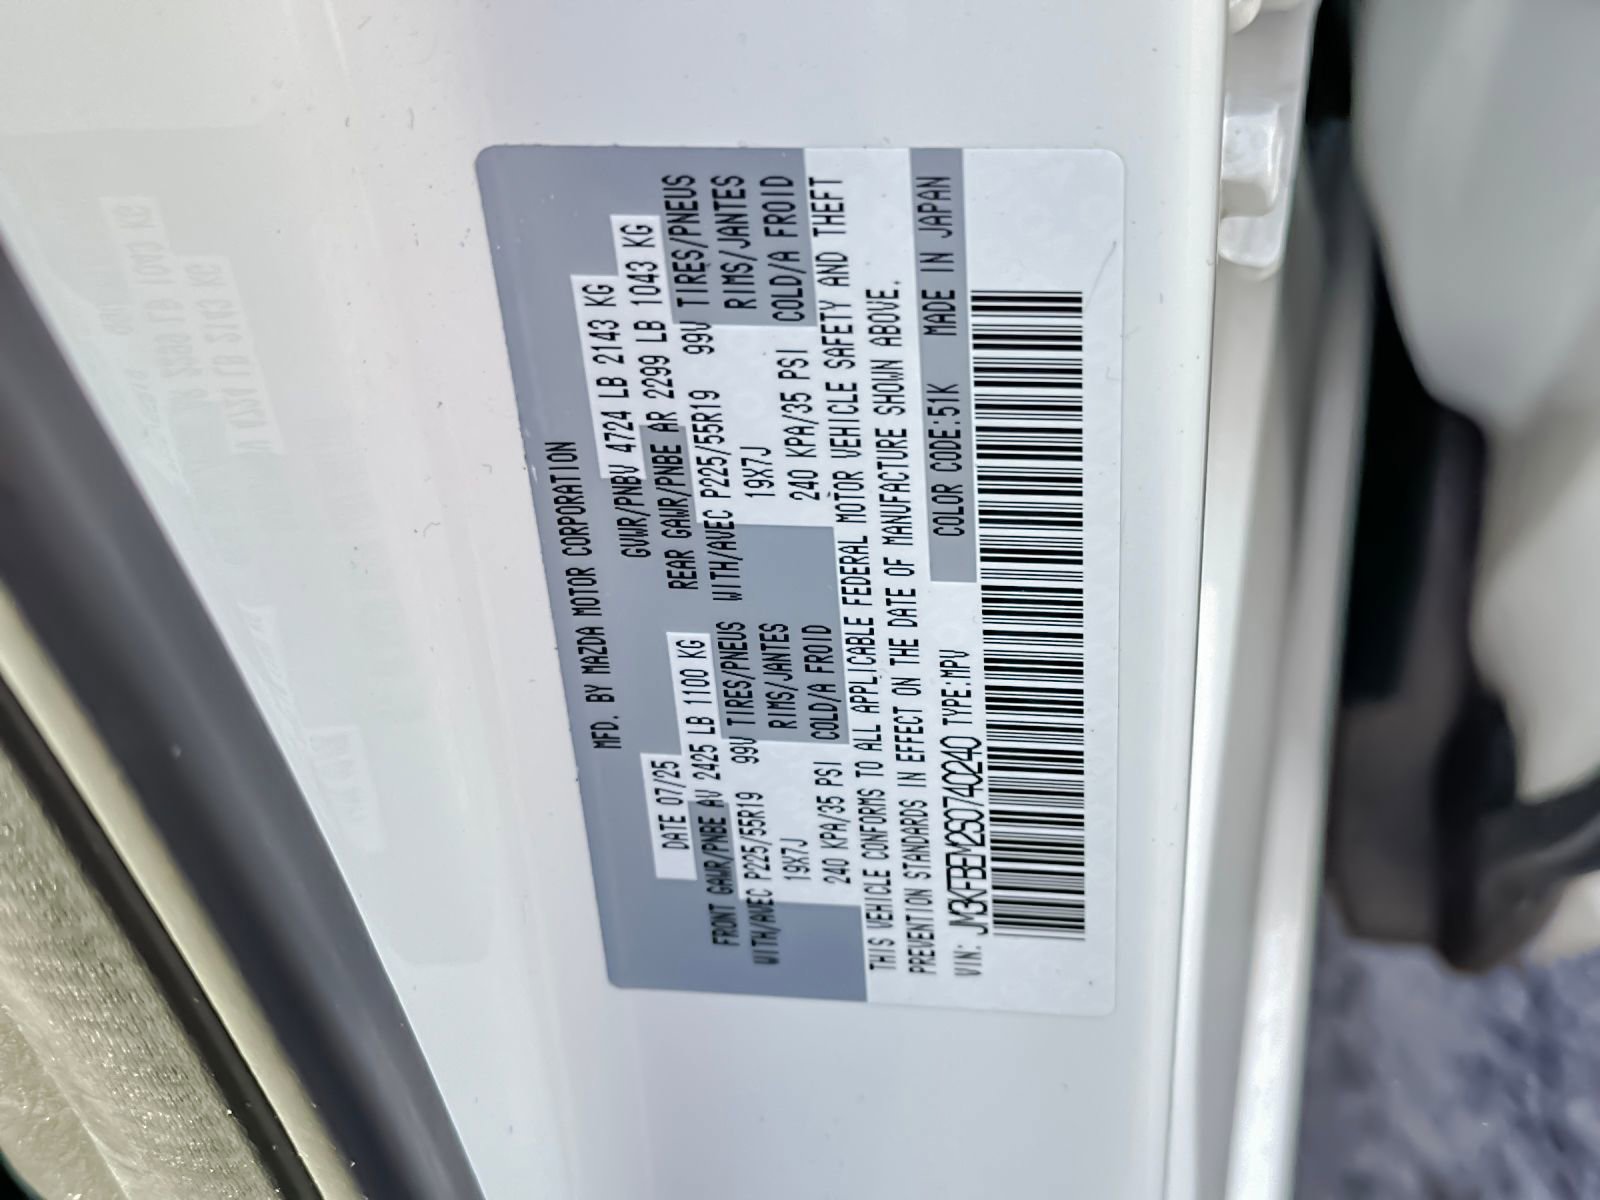 MFD. BY MAZDA MOTOR CORPORATION
DATE 07/25 GVWR/PNBV 4724 LB 2143 KG
FRONT GAWR/PNBE AV 2425 LB 1100 KG REAR GAWR/PNBE AR 2299 LB 1043 KG
WITH/AVEC P225/55R19 99V TIRES/PNEUS WITH/AVEC P225/55R19 99V TIRES/PNEUS
19X7J RIMS/JANTES 19X7J RIMS/JANTES
240 KPA/35 PSI COLD/A FROID 240 KPA/35 PSI COLD/A FROID
THIS VEHICLE CONFORMS TO ALL APPLICABLE FEDERAL MOTOR VEHICLE SAFETY AND THEFT
PREVENTION STANDARDS IN EFFECT ON THE DATE OF MANUFACTURE SHOWN ABOVE.
VIN: JM3KFBEM2S0740240 TYPE:MPV COLOR CODE:51K MADE IN JAPAN